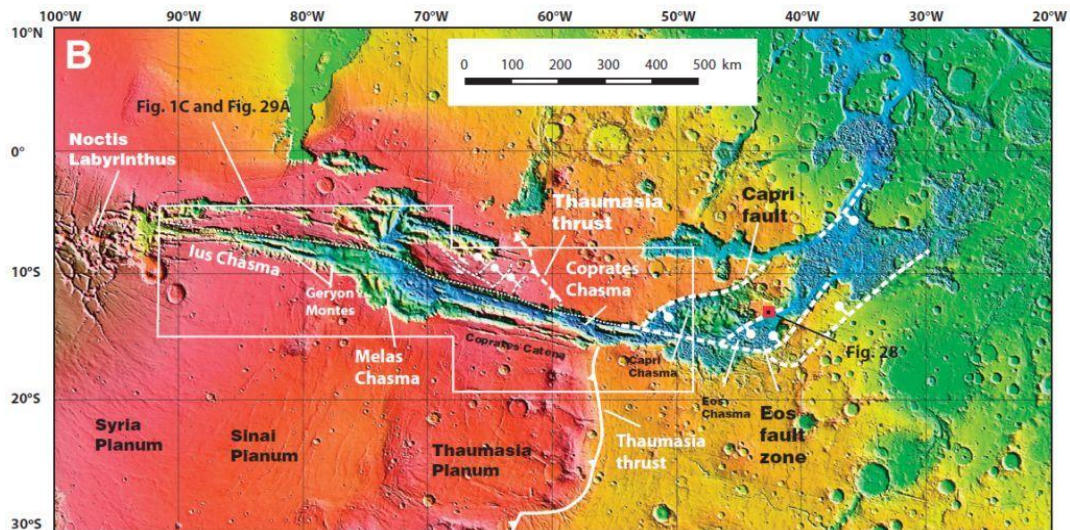 100°W 90°W 80°W 70°W 60°W 50°W 40°W 30°W 20°W
10°N
B
0 100 200 300 400 500 km
Fig. 1C and Fig. 29A
Noctis
Labyrinthus
0°
Thaumasia
thrust
Capri
fault
Ius Chasma
10°S
Geryon
Montes
Coprates
Chasma
Melas
Chasma
Coprates Catena
Capri
Chasma
Fig. 28
Eos
Chasma
Eos
fault
zone
20°S
Syria
Planum
Sinai
Planum
Thaumasia
Planum
Thaumasia
thrust
30°S